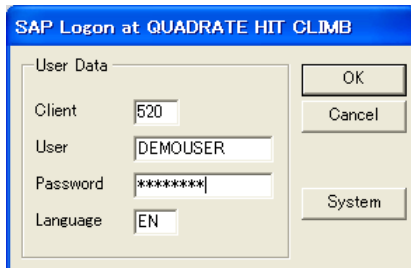 SAP Logon at QUADRATE HIT CLIMB
User Data
OK
Client 520
Cancel
User DEMOUSER
Password ********
System
Language EN